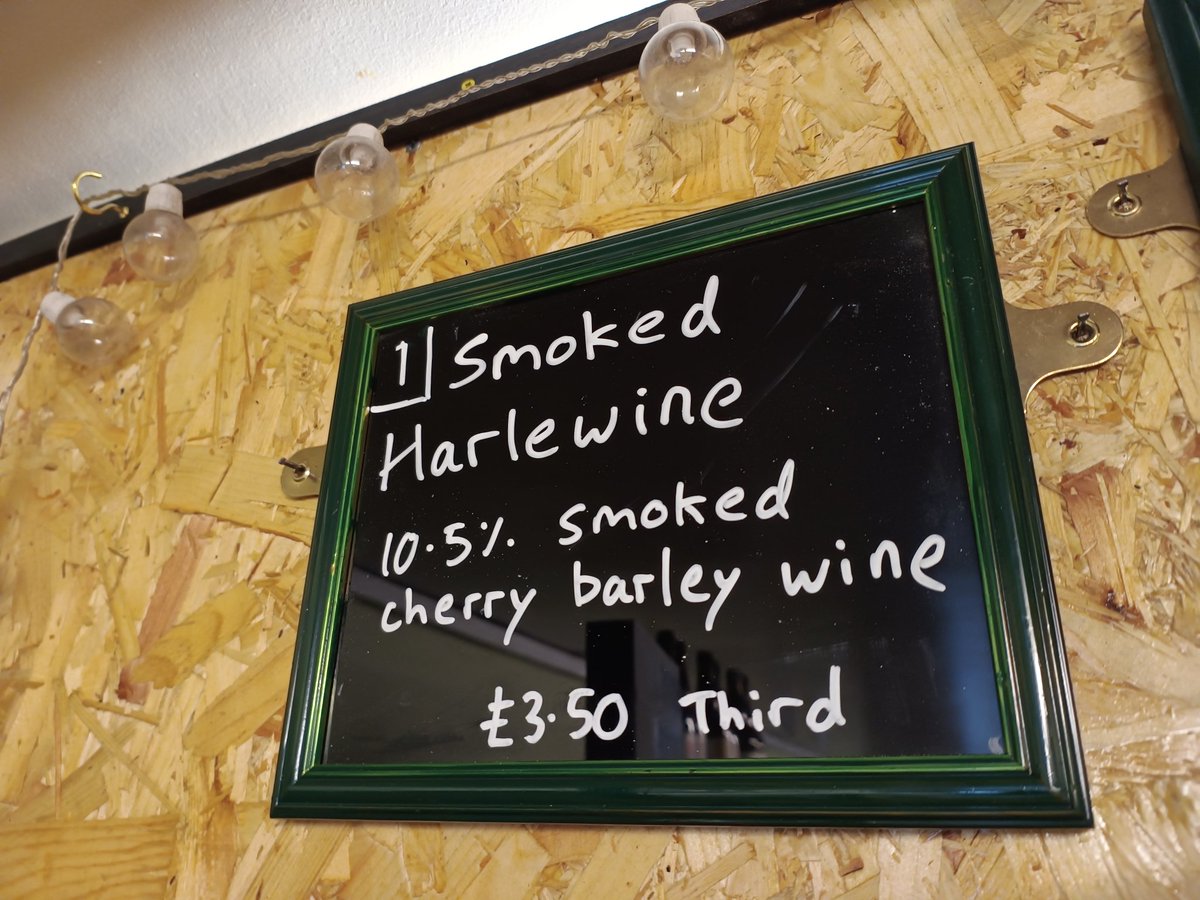 1 Smoked
Harlewine
10.5% smoked
cherry barley wine
£3.50 Third